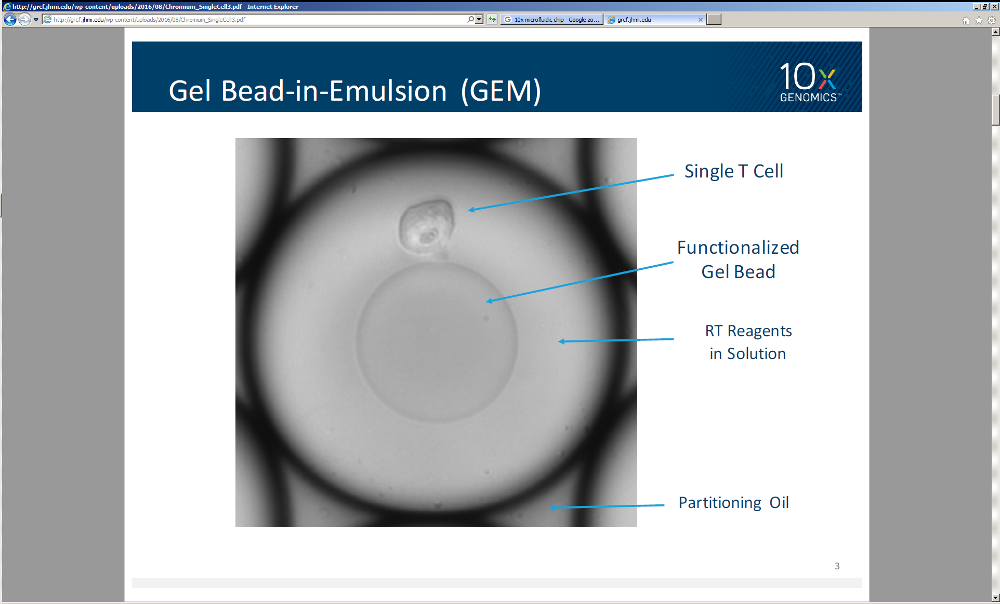 http://grcf.jhmi.edu/wp-content/uploads/2016/08/Chromium_SingleCell3.pdf - Internet Explorer
http://grcf.jhmi.edu/wp-content/uploads/2016/08/Chromium_SingleCell3.pdf
10x microfluidic chip - Google zo...
grcf.jhmi.edu
Gel Bead-in-Emulsion (GEM)
10x
GENOMICS™
Single T Cell
Functionalized
Gel Bead
RT Reagents
in Solution
Partitioning Oil
3